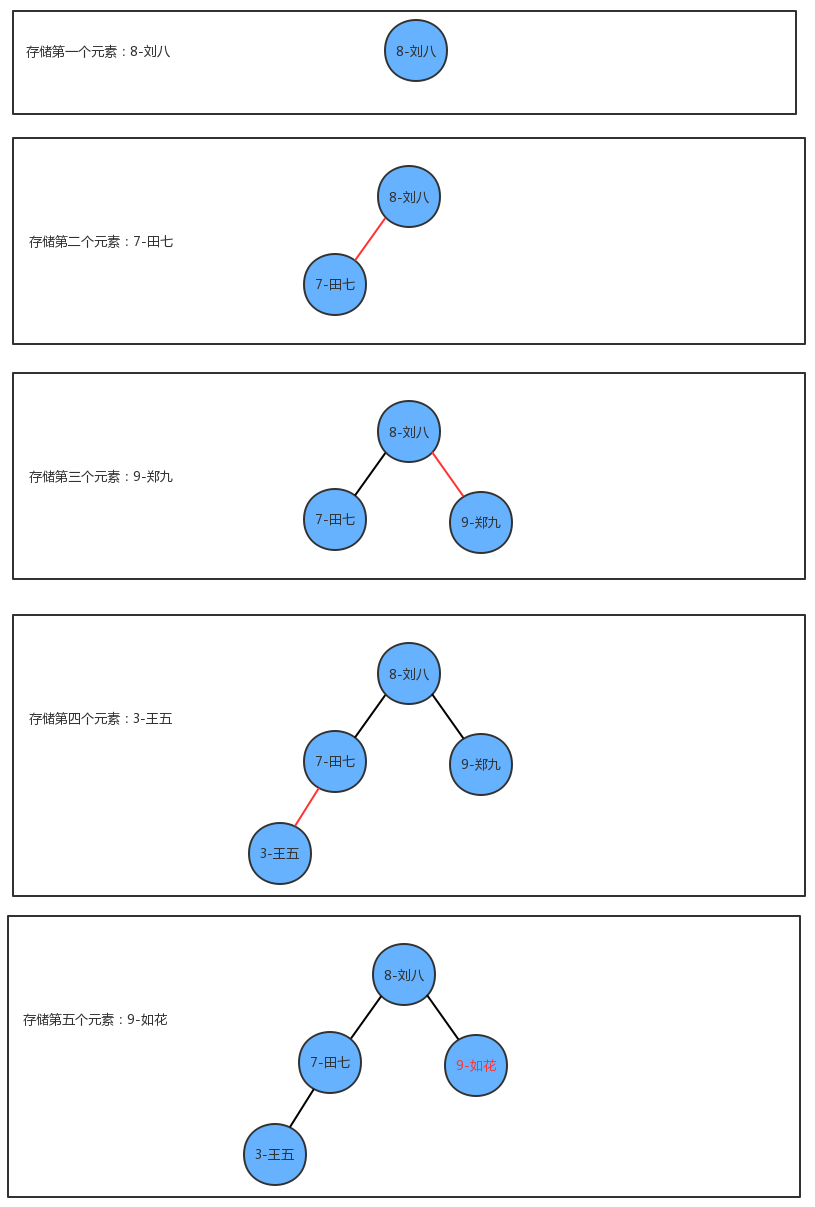 存储第一个元素：8-刘八
8-刘八
8-刘八
存储第二个元素：7-田七
7-田七
8-刘八
存储第三个元素：9-郑九
7-田七
9-郑九
8-刘八
存储第四个元素：3-王五
7-田七
9-郑九
3-王五
8-刘八
存储第五个元素：9-如花
7-田七
9-如花
3-王五